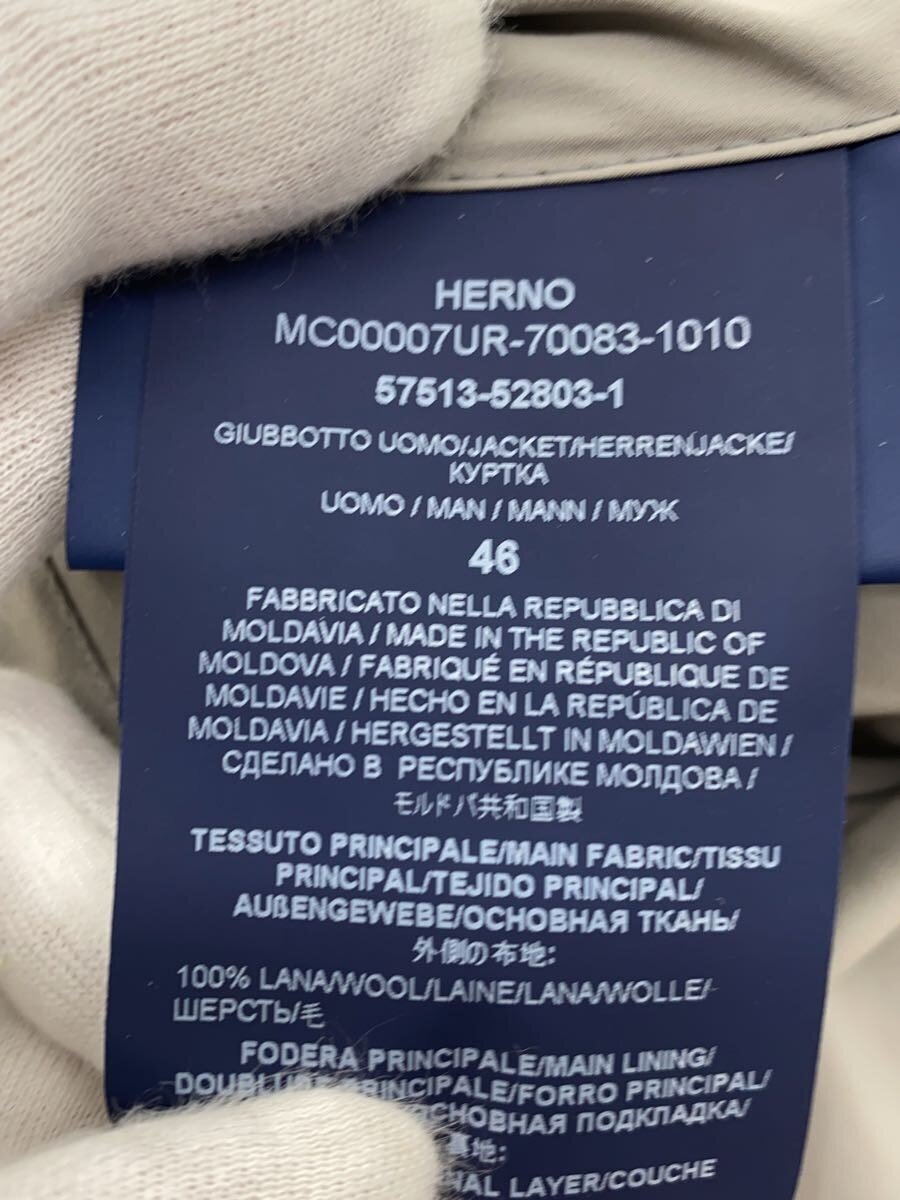 HERNO
MC00007UR-70083-1010
57513-52803-1
GIUBBOTTO UOMO/JACKET/HERRENJACKE/
КУРТКА
UOMO / MAN / MANN / МУЖ
46
FABBRICATO NELLA REPUBBLICA DI
MOLDAVIA / MADE IN THE REPUBLIC OF
MOLDOVA / FABRIQUÉ EN RÉPUBLIQUE DE
MOLDAVIE / HECHO EN LA REPÚBLICA DE
MOLDAVIA / HERGESTELLT IN MOLDAWIEN /
СДЕЛАНО В РЕСПУБЛИКЕ МОЛДОВА /
モルドバ共和国製
TESSUTO PRINCIPALE/MAIN FABRIC/TISSU
PRINCIPAL/TEJIDO PRINCIPAL/
AUßENGEWEBE/ОСНОВНАЯ ТКАНЬ/
外側の布地:
100% LANA/WOOL/LAINE/LANA/WOLLE/
ШЕРСТЬ/毛
FODERA PRINCIPALE/MAIN LINING/
PRINCIPAL/FORRO PRINCIPAL/
ОСНОВНАЯ ПОДКЛАДКА/
裏地:
LAYER/COUCHE